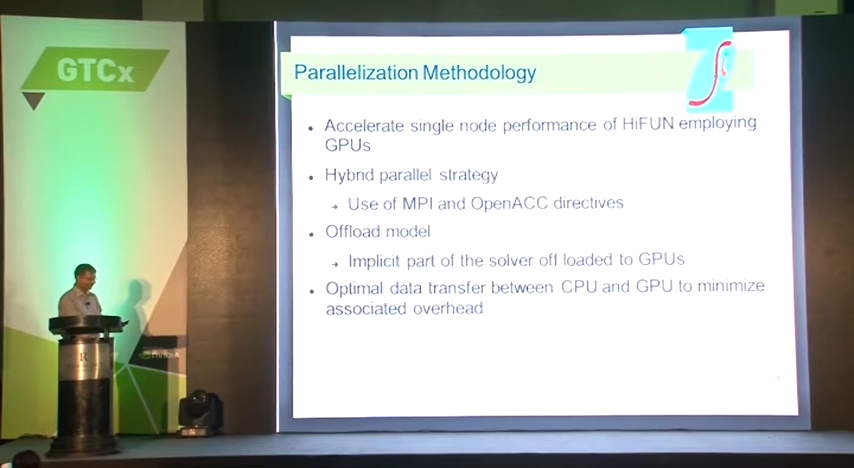 GTCx
Parallelization Methodology
• Accelerate single node performance of HiFUN employing
GPUs
• Hybrid parallel strategy
→ Use of MPI and OpenACC directives
• Offload model
→ Implicit part of the solver off loaded to GPUs
• Optimal data transfer between CPU and GPU to minimize
associated overhead
R
NVIDIA